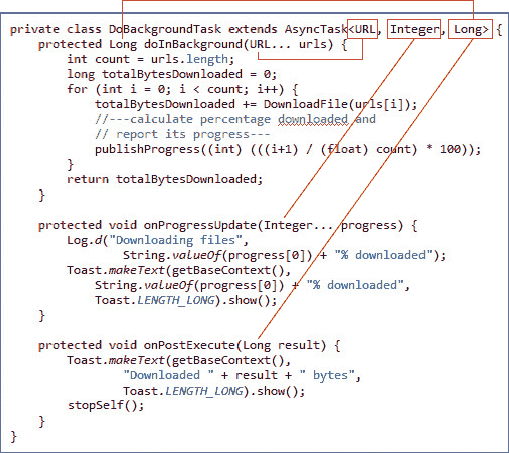 private class DoBackgroundTask extends AsyncTask<URL, Integer, Long> {
    protected Long doInBackground(URL... urls) {
        int count = urls.length;
        long totalBytesDownloaded = 0;
        for (int i = 0; i < count; i++) {
            totalBytesDownloaded += DownloadFile(urls[i]);
            //---calculate percentage downloaded and
            // report its progress---
            publishProgress((int) (((i+1) / (float) count) * 100));
        }
        return totalBytesDownloaded;
    }
    protected void onProgressUpdate(Integer... progress) {
        Log.d("Downloading files",
                String.valueOf(progress[0]) + "% downloaded");
        Toast.makeText(getBaseContext(),
            String.valueOf(progress[0]) + "% downloaded",
            Toast.LENGTH_LONG).show();
    }
    protected void onPostExecute(Long result) {
        Toast.makeText(getBaseContext(),
                "Downloaded " + result + " bytes",
                Toast.LENGTH_LONG).show();
        stopSelf();
    }
}